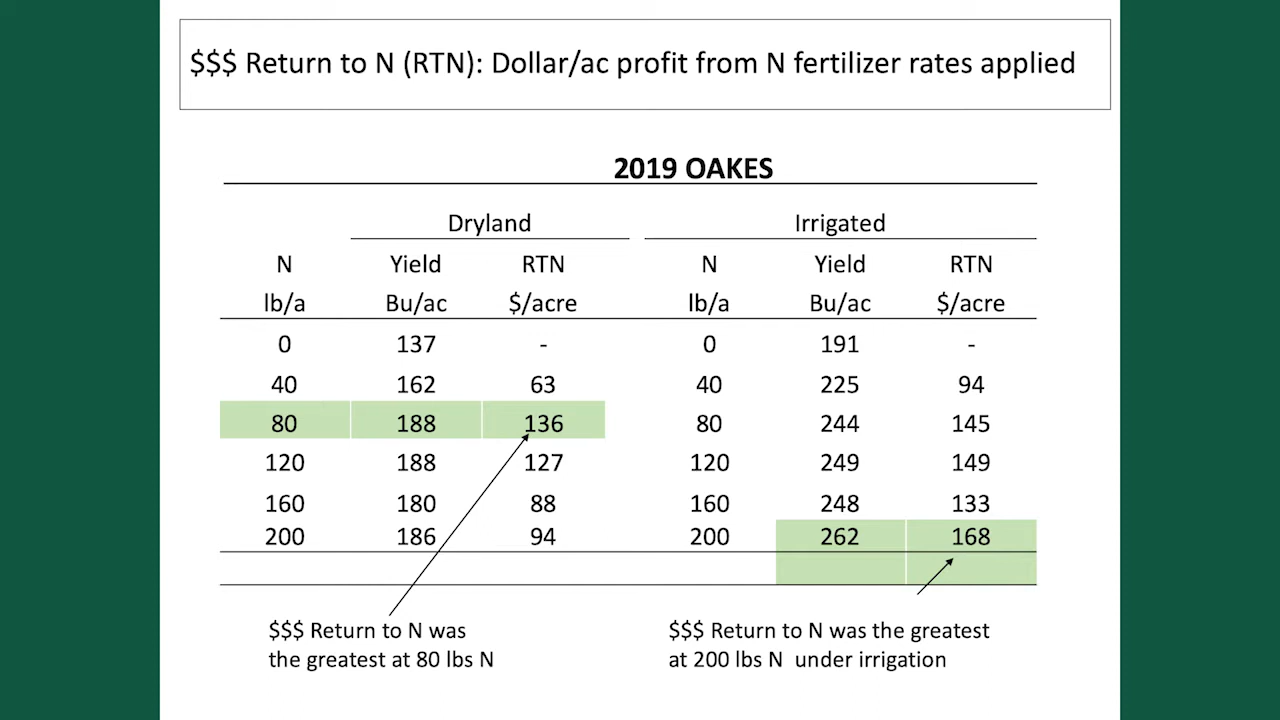 $$$ Return to N (RTN): Dollar/ac profit from N fertilizer rates applied
2019 OAKES
Dryland Irrigated
N Yield RTN N Yield RTN
lb/a Bu/ac $/acre lb/a Bu/ac $/acre
0 137 - 0 191 -
40 162 63 40 225 94
80 188 136 80 244 145
120 188 127 120 249 149
160 180 88 160 248 133
200 186 94 200 262 168
$$$ Return to N was
the greatest at 80 lbs N
$$$ Return to N was the greatest
at 200 lbs N under irrigation